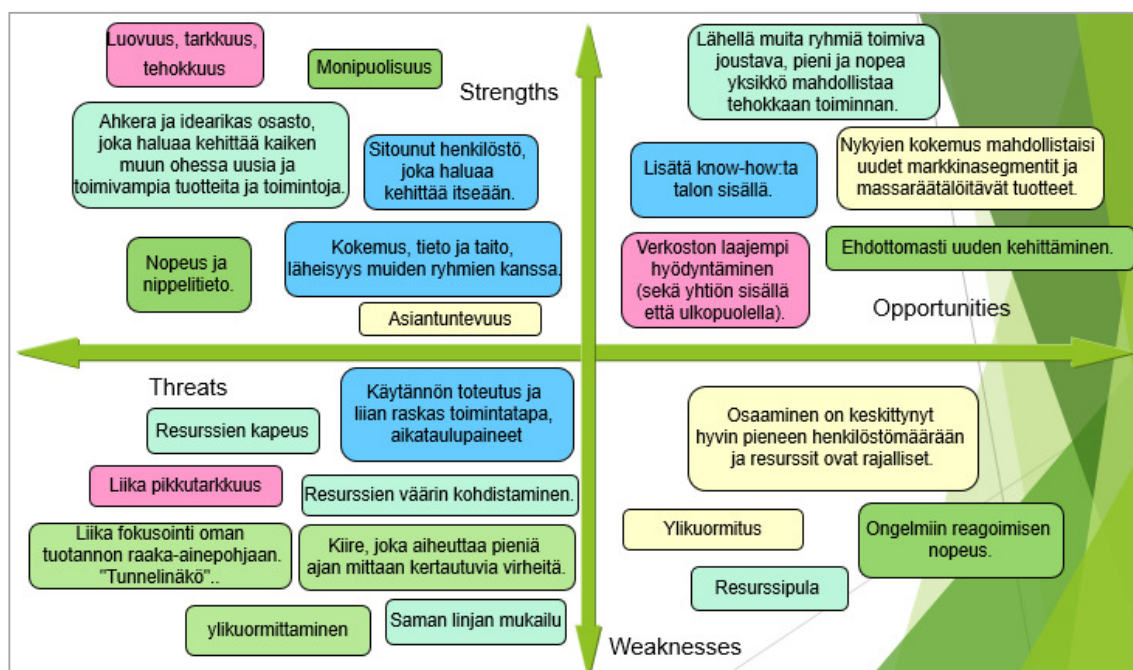 Luovuus, tarkkuus,
tehokkuus
Monipuolisuus
Strengths
Ahkera ja idearikas osasto,
joka haluaa kehittää kaiken
muun ohessa uusia ja
toimivampia tuotteita ja toimintoja.
Sitounut henkilöstö,
joka haluaa
kehittää itseään.
Nopeus ja
nippelitieto.
Kokemus, tieto ja taito,
läheisyys muiden ryhmien kanssa.
Asiantuntevuus
Lähellä muita ryhmiä toimiva
joustava, pieni ja nopea
yksikkö mahdollistaa
tehokkaan toiminnan.
Lisätä know-how:ta
talon sisällä.
Nykyien kokemus mahdollistaisi
uudet markkinasegmentit ja
massaräätälöitävät tuotteet.
Verkoston laajempi
hyödyntäminen
(sekä yhtiön sisällä
että ulkopuolella).
Ehdottomasti uuden kehittäminen.
Opportunities
Threats
Käytännön toteutus ja
liian raskas toimintatapa,
aikataulupaineet
Resurssien kapeus
Liika pikkutarkkuus
Resurssien väärin kohdistaminen.
Liika fokusointi oman
tuotannon raaka-ainepohjaan.
"Tunnelinäkö"..
Kiire, joka aiheuttaa pieniä
ajan mittaan kertautuvia virheitä.
ylikuormittaminen
Saman linjan mukailu
Osaaminen on keskittynyt
hyvin pieneen henkilöstömäärään
ja resurssit ovat rajalliset.
Ylikuormitus
Ongelmiin reagoimisen
nopeus.
Resurssipula
Weaknesses